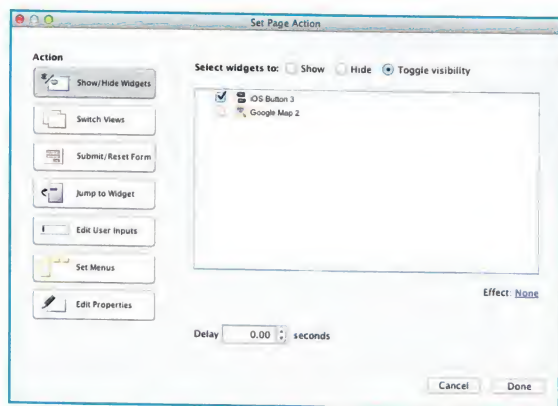 Set Page Action
Action
Show/Hide Widgets
Switch Views
Submit/Reset Form
Jump to Widget
Edit User Inputs
Set Menus
Edit Properties
Select widgets to: Show Hide Toggle visibility
iOS Button 3
Google Map 2
Effect: None
Delay 0.00 seconds
Cancel Done